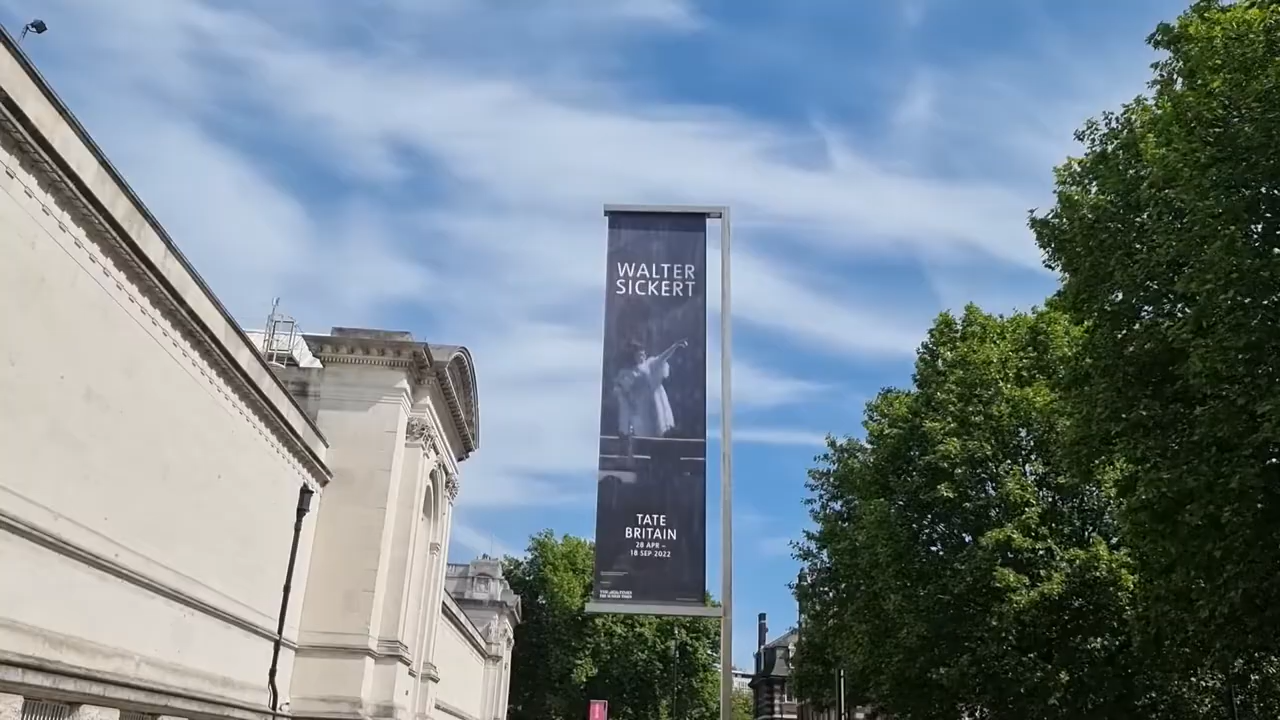 WALTER
SICKERT
TATE
BRITAIN
28 APR –
18 SEP 2022